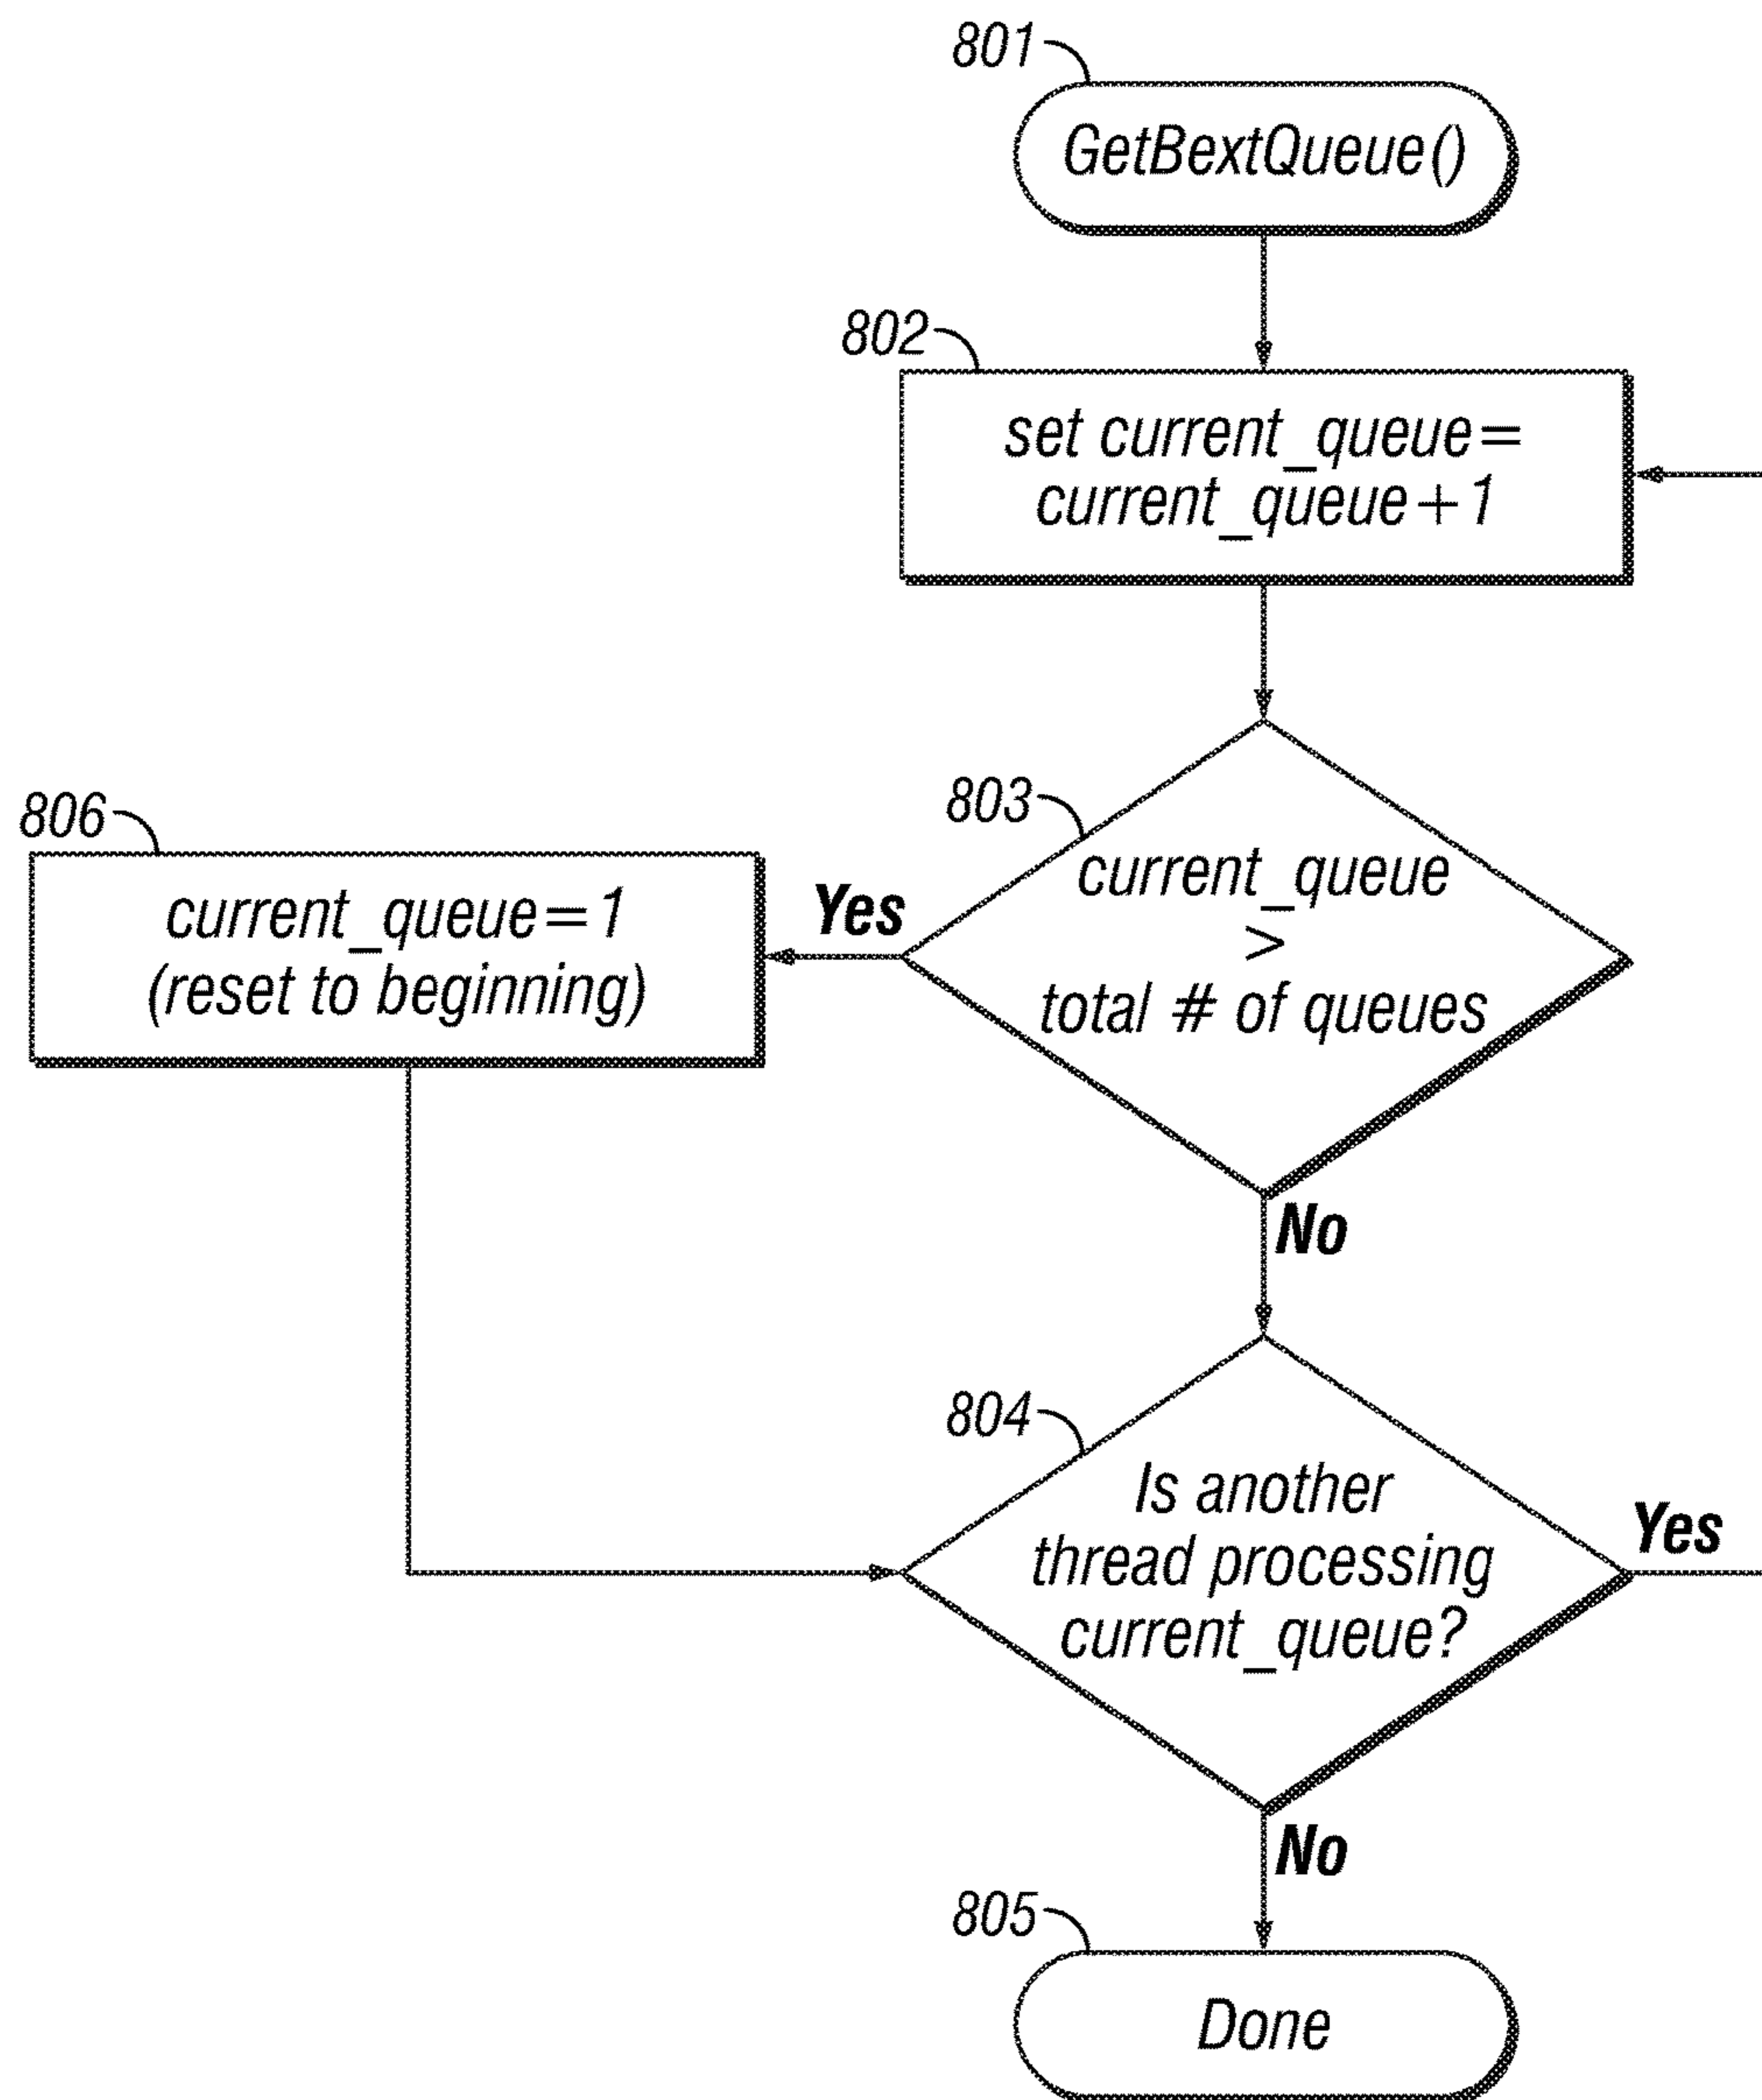 801
GetBextQueue()
802
set current_queue=
current_queue+1
803
current_queue
>
total # of queues
Yes
806
current_queue=1
(reset to beginning)
No
804
Is another
thread processing
current_queue?
Yes
No
805
Done